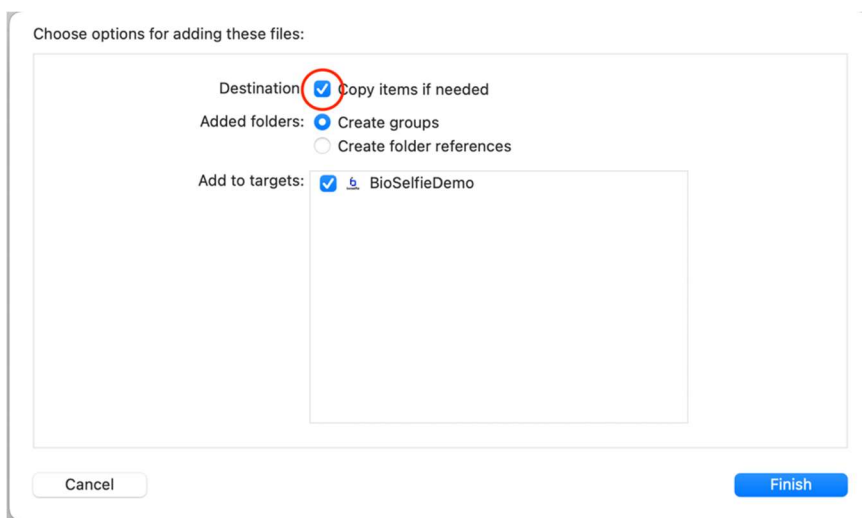 Choose options for adding these files:
Destination Copy items if needed
Added folders: Create groups
Create folder references
Add to targets: BioSelfieDemo
Cancel Finish